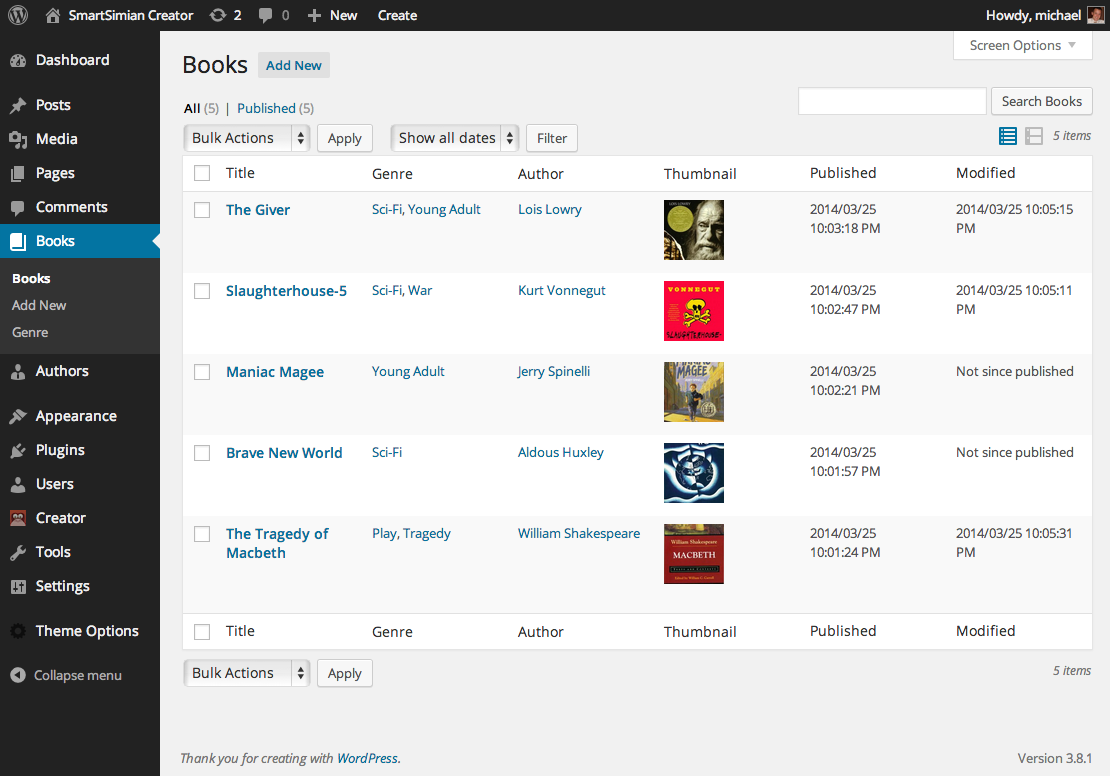 SmartSimian Creator 2 0 New Create Howdy, michael
Dashboard
Posts
Media
Pages
Comments
Books
Books
Add New
Genre
Authors
Appearance
Plugins
Users
Creator
Tools
Settings
Theme Options
Collapse menu
Screen Options
Books Add New
All (5) | Published (5)
Search Books
Bulk Actions Apply Show all dates Filter 5 items
Title Genre Author Thumbnail Published Modified
The Giver Sci-Fi, Young Adult Lois Lowry 2014/03/25 2014/03/25 10:05:15
10:03:18 PM PM
LOIS LOWRY
Slaughterhouse-5 Sci-Fi, War Kurt Vonnegut 2014/03/25 2014/03/25 10:05:11
10:02:47 PM PM
VONNEGUT
SLAUGHTERHOUSE-
Maniac Magee Young Adult Jerry Spinelli 2014/03/25 Not since published
10:02:21 PM
MAGEE
Brave New World Sci-Fi Aldous Huxley 2014/03/25 Not since published
10:01:57 PM
The Tragedy of Play, Tragedy William Shakespeare 2014/03/25 2014/03/25 10:05:31
Macbeth 10:01:24 PM PM
William Shakespeare
MACBETH
Title Genre Author Thumbnail Published Modified
Bulk Actions Apply 5 items
Thank you for creating with WordPress. Version 3.8.1